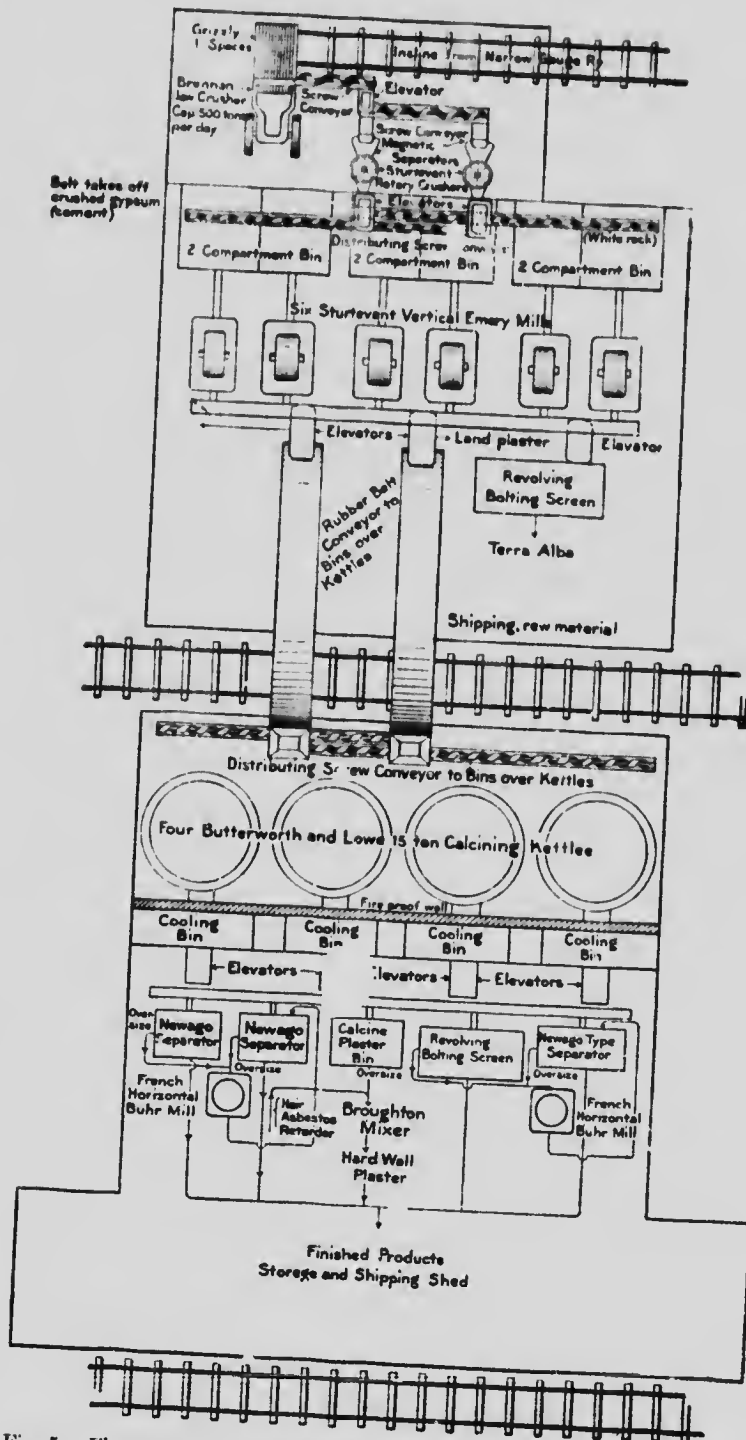 Grizzly
1" Spaces
Incline from Narrow Gauge Ry
Brennan
Jaw Crusher
Cap 500 tons
per day
Screw
Conveyor
Elevator
Screw Conveyor
Magnetic
Separators
Sturtevent
Rotary Crushers
Elevators
Belt takes off
crushed gypsum
(cement)
Distributing Screw Conveyor
(White rock)
2 Compartment Bin
2 Compartment Bin
2 Compartment Bin
Six Sturtevent Vertical Emery Mills
Elevators
Land plaster
Elevator
Revolving
Bolting Screen
Terra Alba
Rubber Belt
Conveyor to
Bins over
Kettles
Shipping, raw material
Distributing Screw Conveyor to Bins over Kettles
Four Butterworth and Lowe 15 ton Calcining Kettles
Fire proof wall
Cooling
Bin
Cooling
Bin
Cooling
Bin
Cooling
Bin
Elevators
Elevators
Elevators
Over
size
Newago
Separator
Newago
Separator
Calcine
Plaster
Bin
Revolving
Bolting Screen
Newago Type
Separator
Oversize
Oversize
Oversize
French
Horizontal
Buhr Mill
Hair
Asbestos
Retarder
Broughton
Mixer
Hard Wall
Plaster
French
Horizontal
Buhr Mill
Finished Products
Storage and Shipping Shed